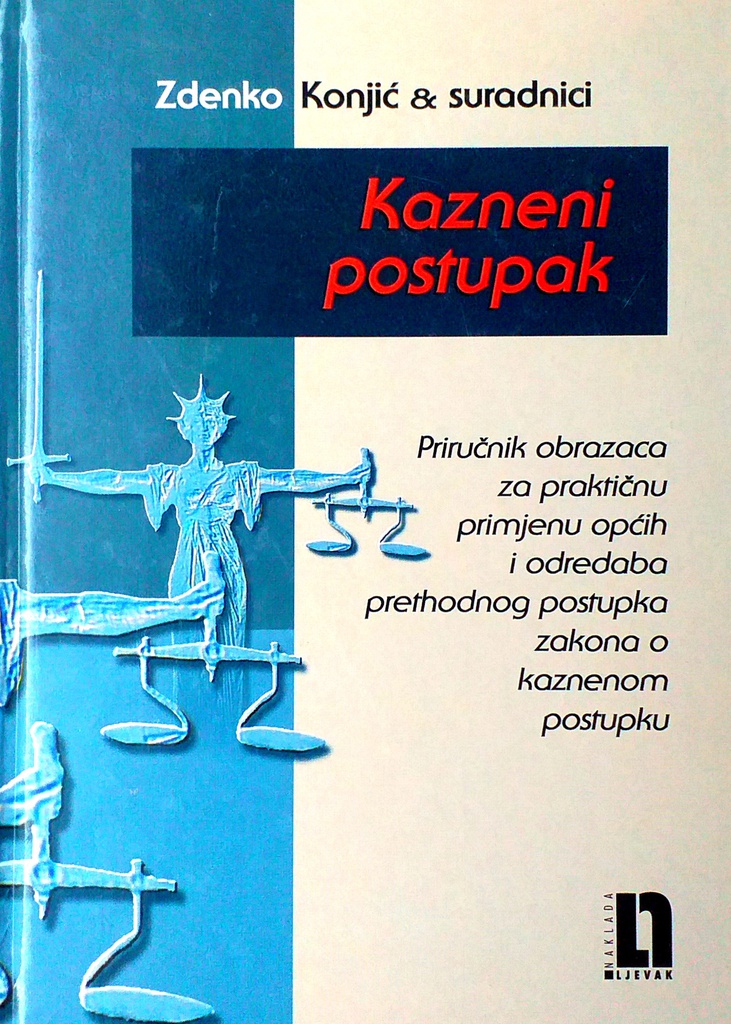 Zdenko Konjić & suradnici
Kazneni
postupak
Priručnik obrazaca
za praktičnu
primjenu općih
i odredaba
prethodnog postupka
zakona o
kaznenom
postupku
NAKLADA
LJEVAK